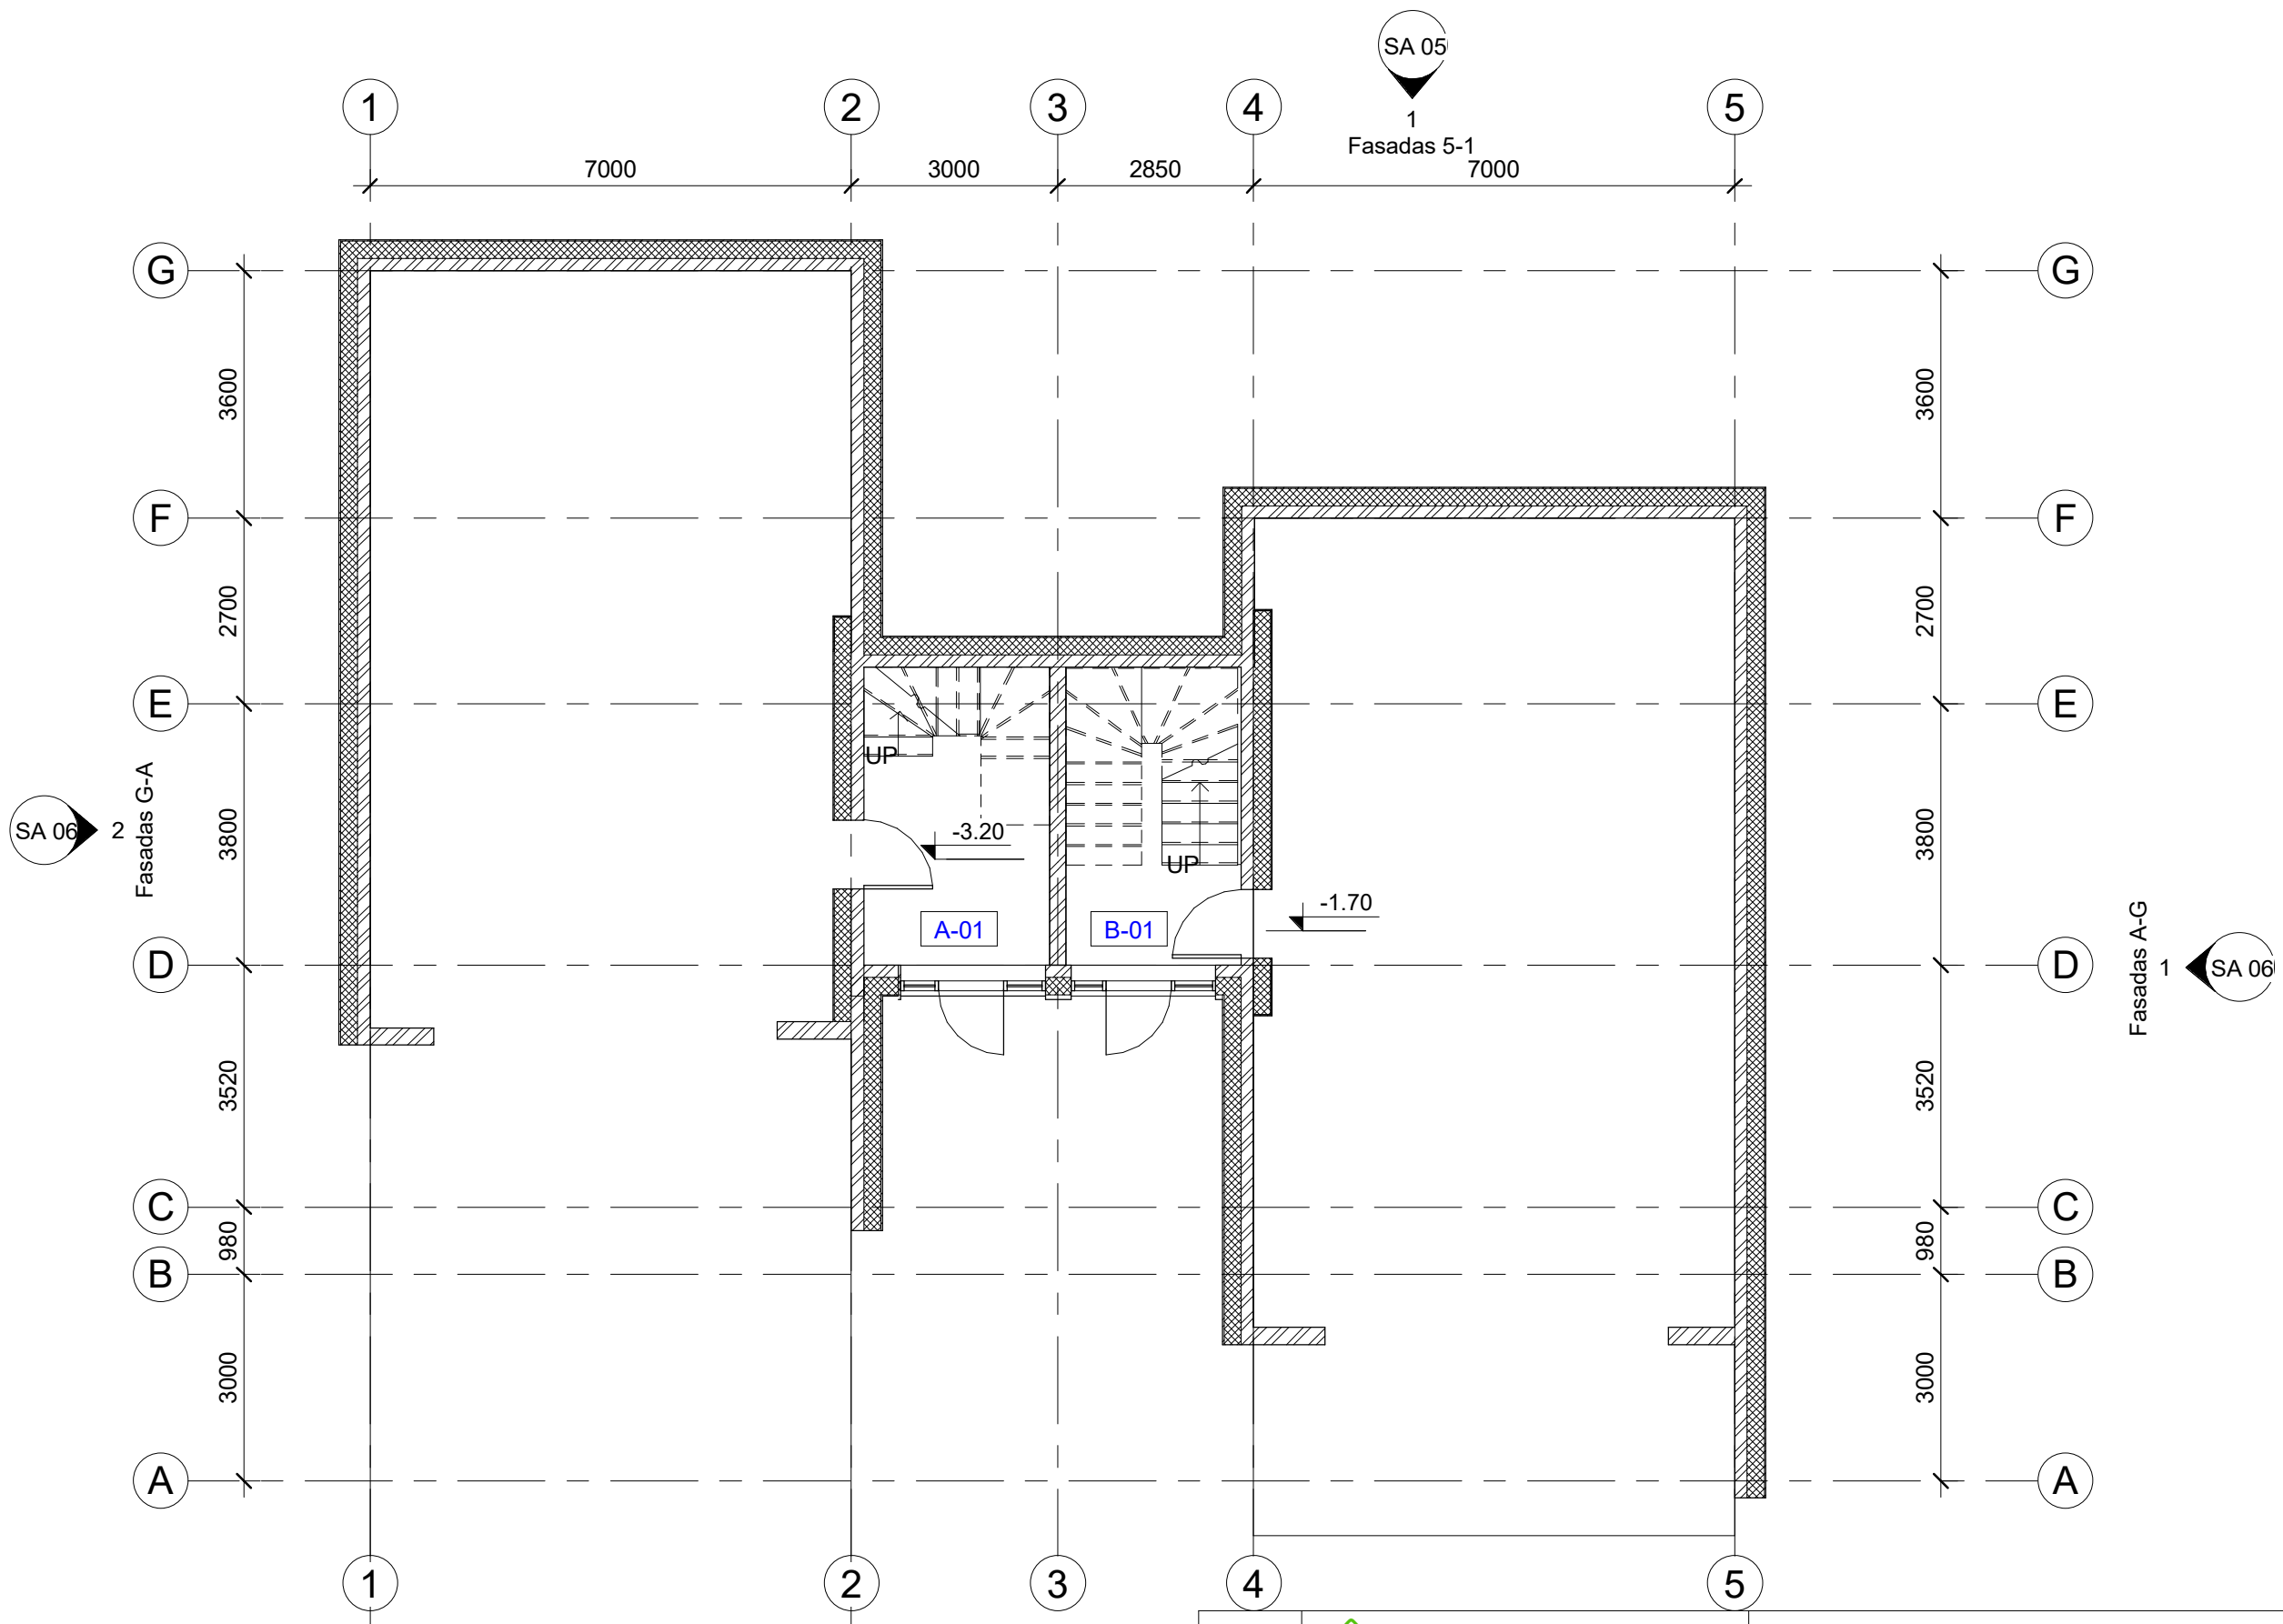 SA 05
1
Fasadas 5-1
1 2 3 4 5
7000 3000 2850 7000
G G
3600 3600
F F
2700 2700
E E
UP
3800 3800
SA 06 2 Fasadas G-A
-3.20
UP
-1.70
A-01 B-01
D D
Fasadas A-G 1 SA 06
3520 3520
C C
980 980
B B
3000 3000
A A
1 2 3 4 5